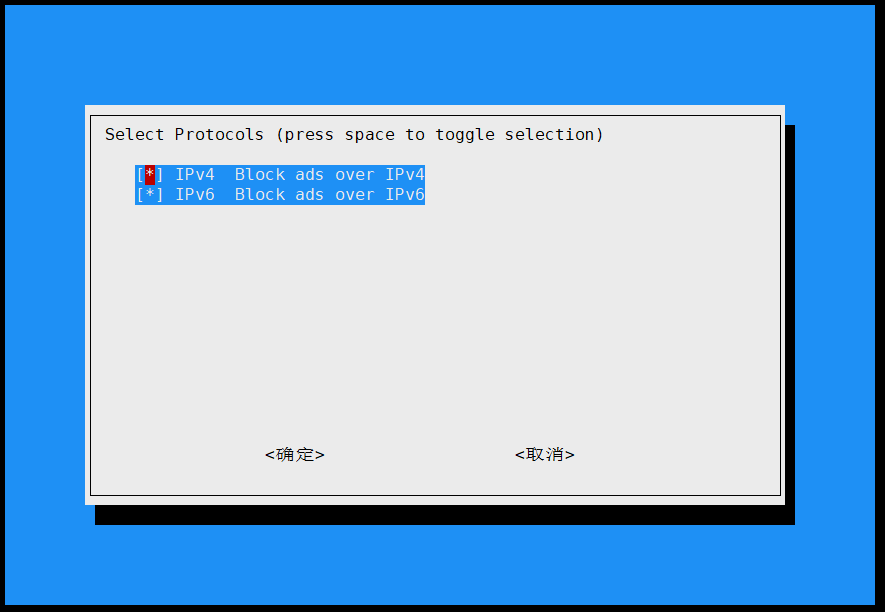 Select Protocols (press space to toggle selection)
[*] IPv4  Block ads over IPv4
[*] IPv6  Block ads over IPv6
<确定> <取消>